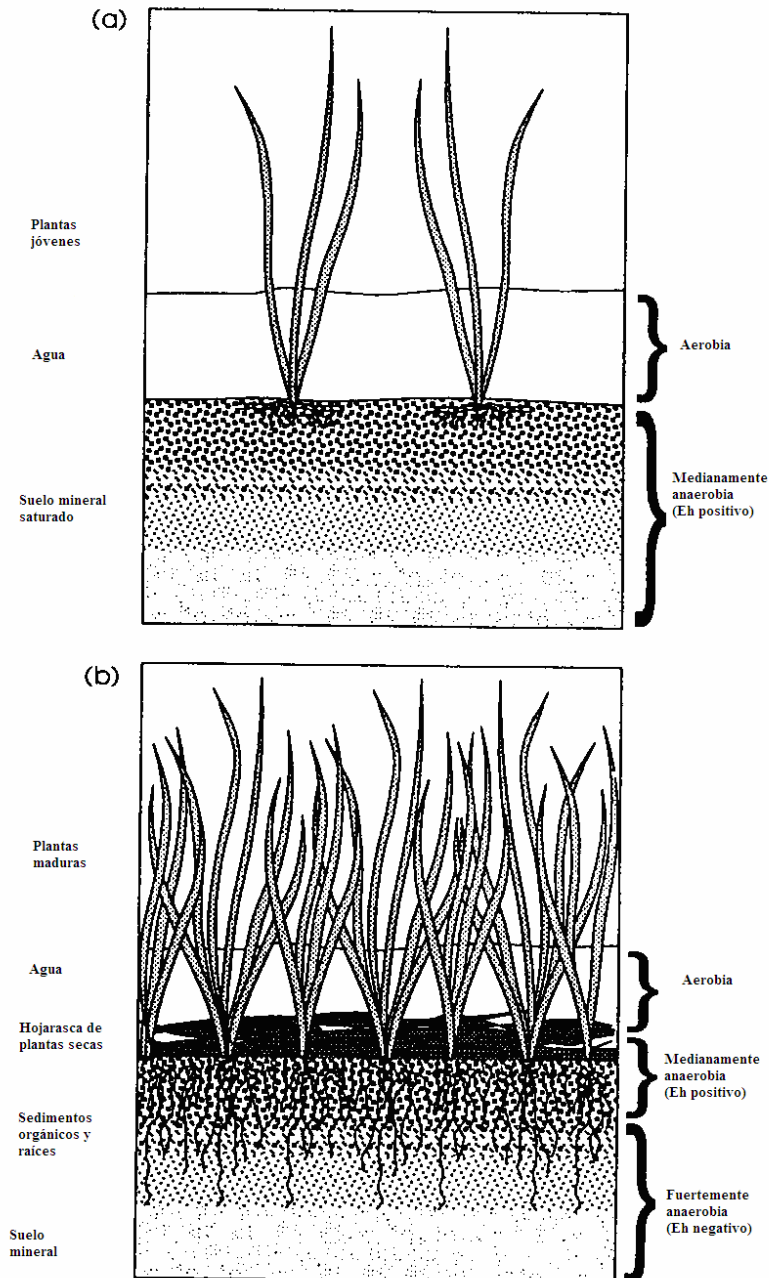 (a)
Plantas
jóvenes
Agua
Aerobia
Suelo mineral
saturado
Medianamente
anaerobia
(Eh positivo)
(b)
Plantas
maduras
Agua
Aerobia
Hojarasca de
plantas secas
Medianamente
anaerobia
(Eh positivo)
Sedimentos
orgánicos y
raíces
Fuertemente
anaerobia
(Eh negativo)
Suelo
mineral